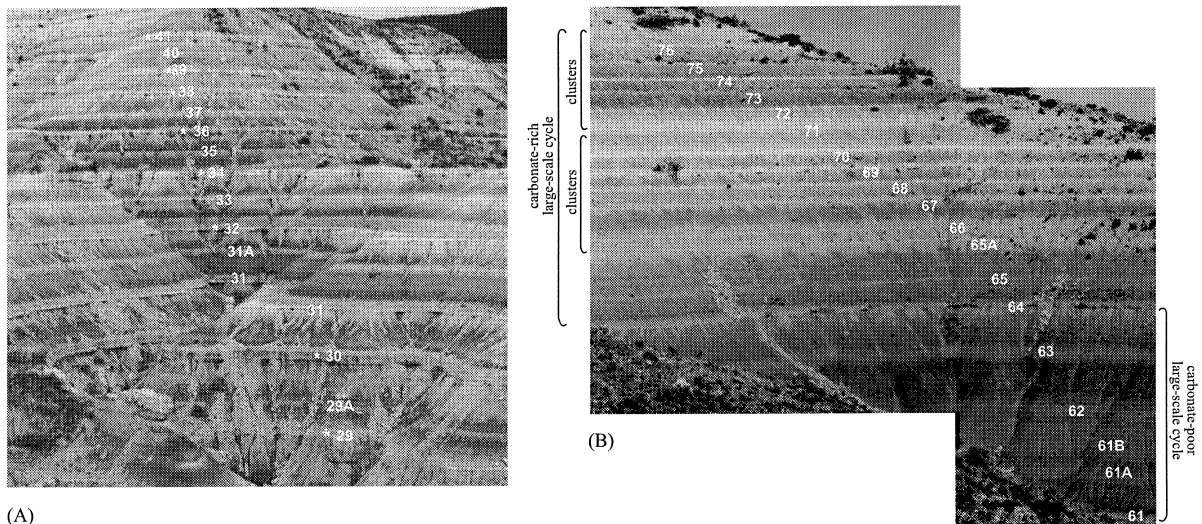 * 41
40
*39
*33
37
* 36
35
* 34
33
* 32
31A
31
31
* 30
29A
* 29
(A)
carbonate-rich
large-scale cycle
clusters
clusters
76
75
74
73
72
71
70
69
68
67
66
65A
65
64
63
62
61B
61A
61
(B)
carbonate-poor
large-scale cycle